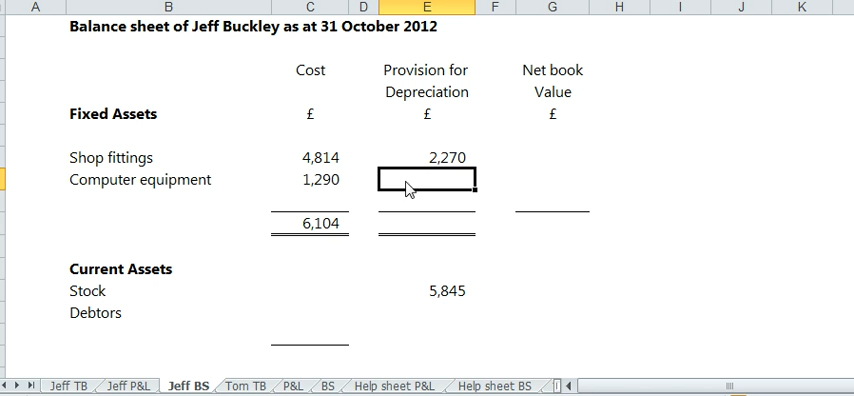 A B C D E F G H I J K
Balance sheet of Jeff Buckley as at 31 October 2012
Cost Provision for Net book
Depreciation Value
Fixed Assets £ £ £
Shop fittings 4,814 2,270
Computer equipment 1,290
6,104
Current Assets
Stock 5,845
Debtors
Jeff TB Jeff P&L Jeff BS Tom TB P&L BS Help sheet P&L Help sheet BS